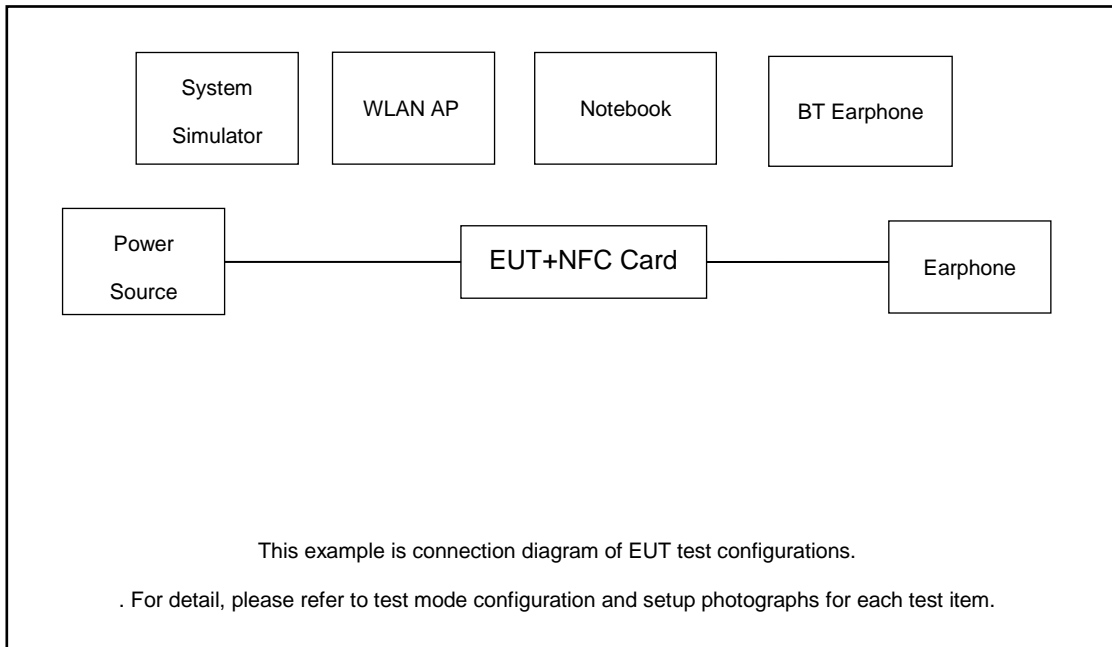 System
Simulator
WLAN AP
Notebook
BT Earphone
Power
Source
EUT+NFC Card
Earphone
This example is connection diagram of EUT test configurations.
. For detail, please refer to test mode configuration and setup photographs for each test item.